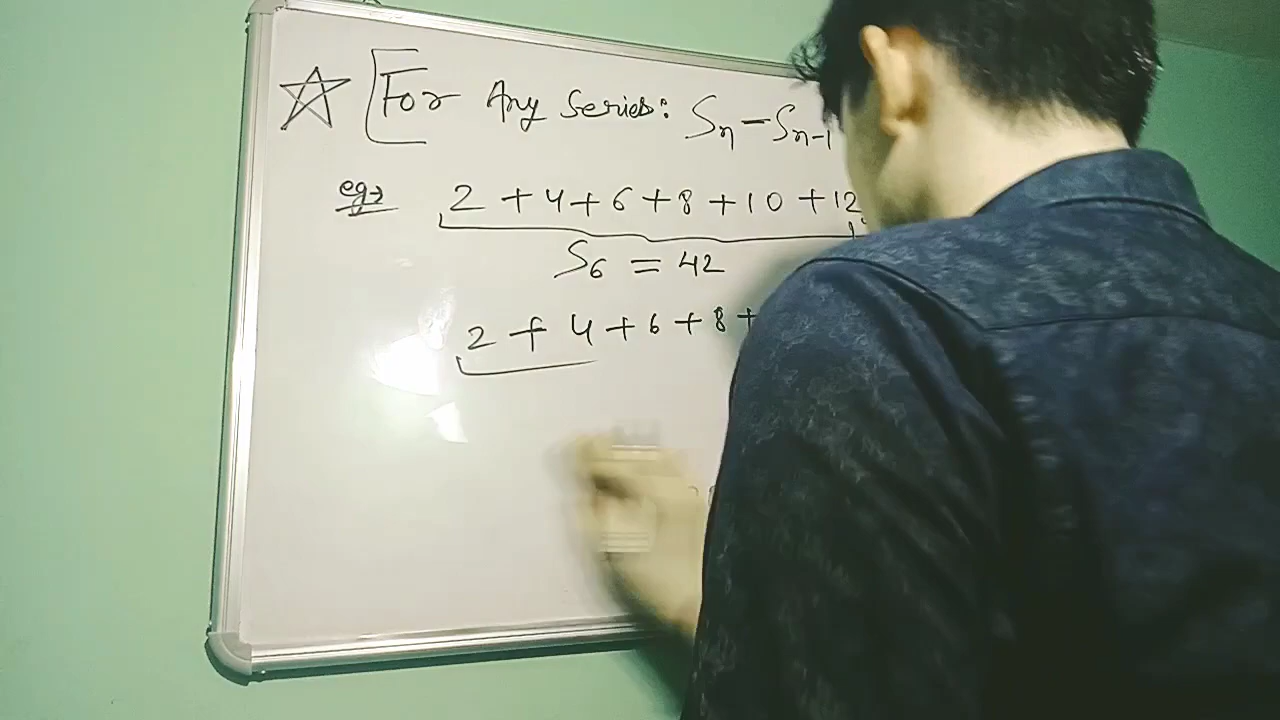 For Any Series: Sn - Sn-1
eg→ 2 + 4 + 6 + 8 + 10 + 12
S6 = 42
2 + 4 + 6 + 8 +